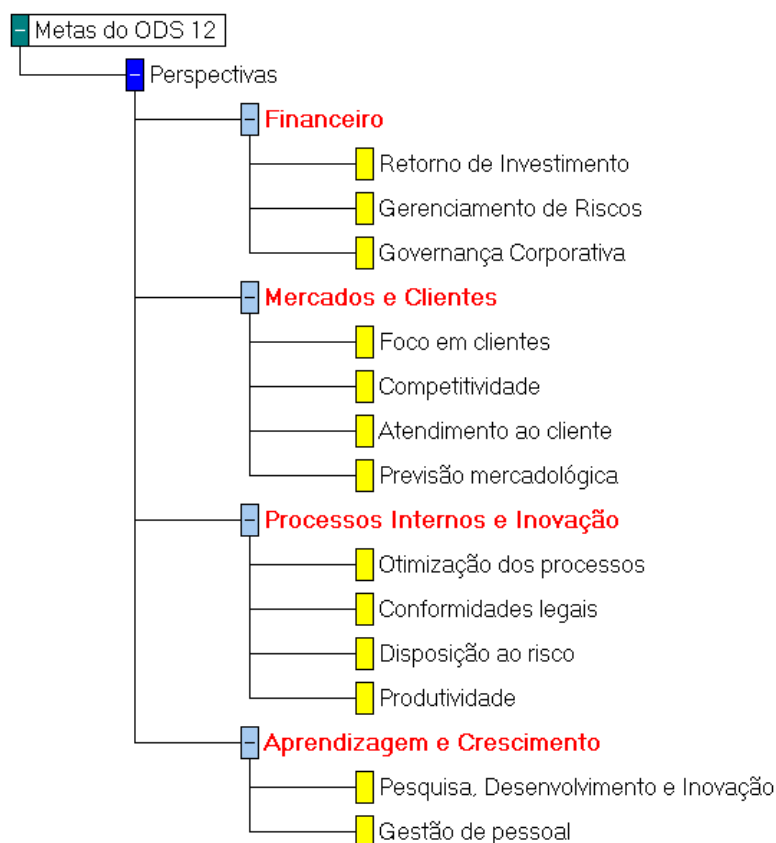 Metas do ODS 12
Perspectivas
Financeiro
Retorno de Investimento
Gerenciamento de Riscos
Governança Corporativa
Mercados e Clientes
Foco em clientes
Competitividade
Atendimento ao cliente
Previsão mercadológica
Processos Internos e Inovação
Otimização dos processos
Conformidades legais
Disposição ao risco
Produtividade
Aprendizagem e Crescimento
Pesquisa, Desenvolvimento e Inovação
Gestão de pessoal